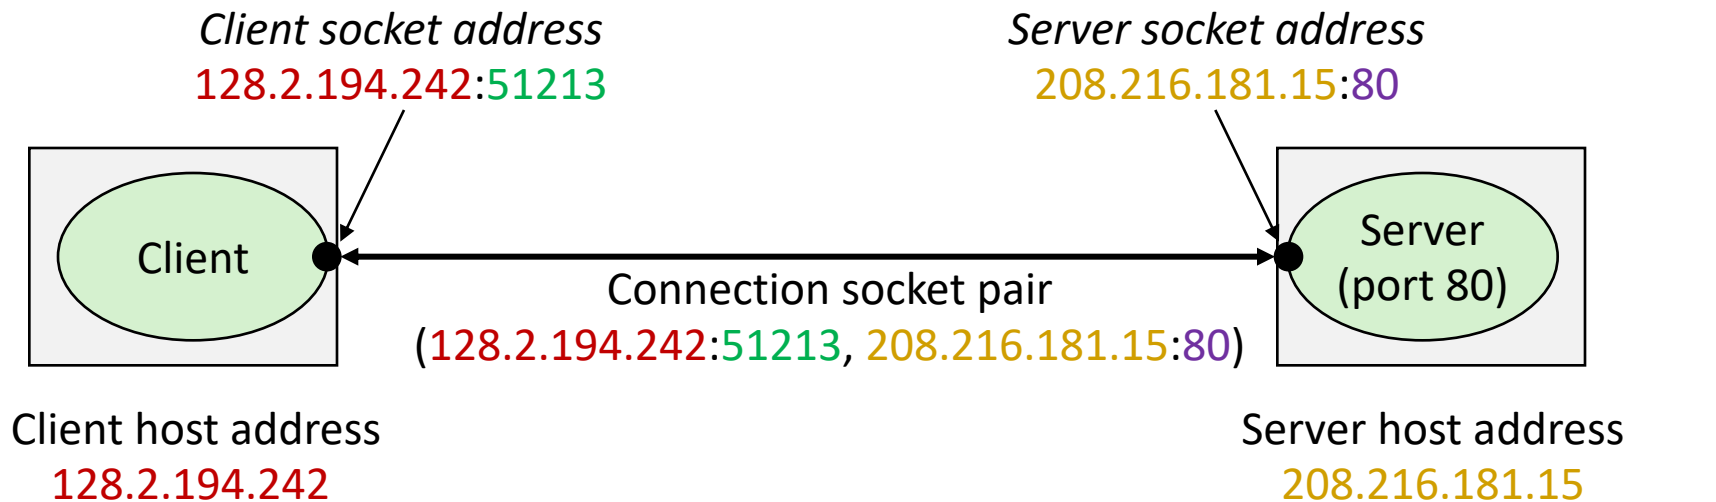 Client socket address
128.2.194.242:51213
Server socket address
208.216.181.15:80
Client
Server
(port 80)
Connection socket pair
(128.2.194.242:51213, 208.216.181.15:80)
Client host address
128.2.194.242
Server host address
208.216.181.15